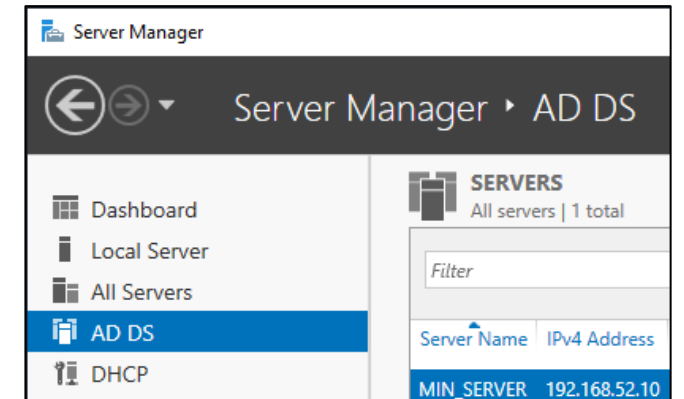 Server Manager
Server Manager ‣ AD DS
Dashboard
Local Server
All Servers
AD DS
DHCP
SERVERS
All servers | 1 total
Filter
Server Name IPv4 Address
MIN_SERVER 192.168.52.10